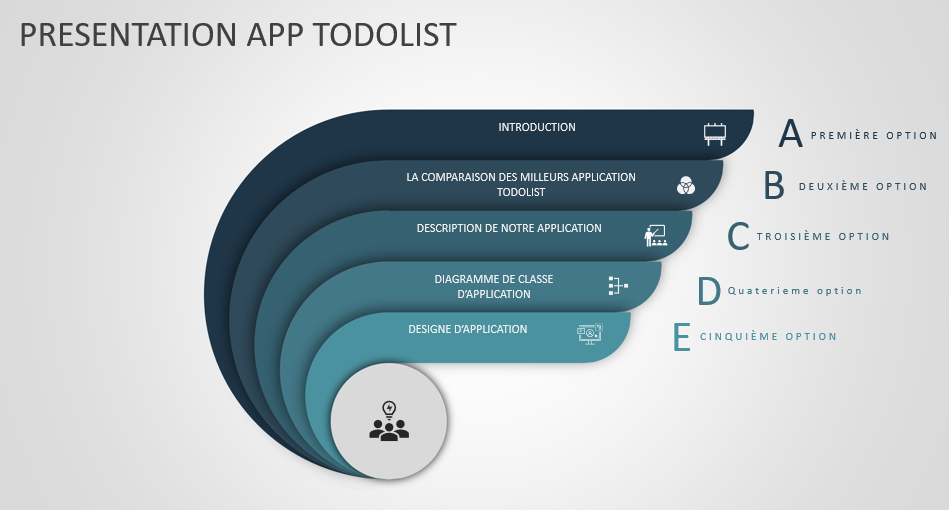 PRESENTATION APP TODOLIST
INTRODUCTION
A PREMIÈRE OPTION
LA COMPARAISON DES MILLEURS APPLICATION
TODOLIST
B DEUXIÈME OPTION
DESCRIPTION DE NOTRE APPLICATION
C TROISIÈME OPTION
DIAGRAMME DE CLASSE
D'APPLICATION
D Quaterieme option
DESIGNE D'APPLICATION
E CINQUIÈME OPTION